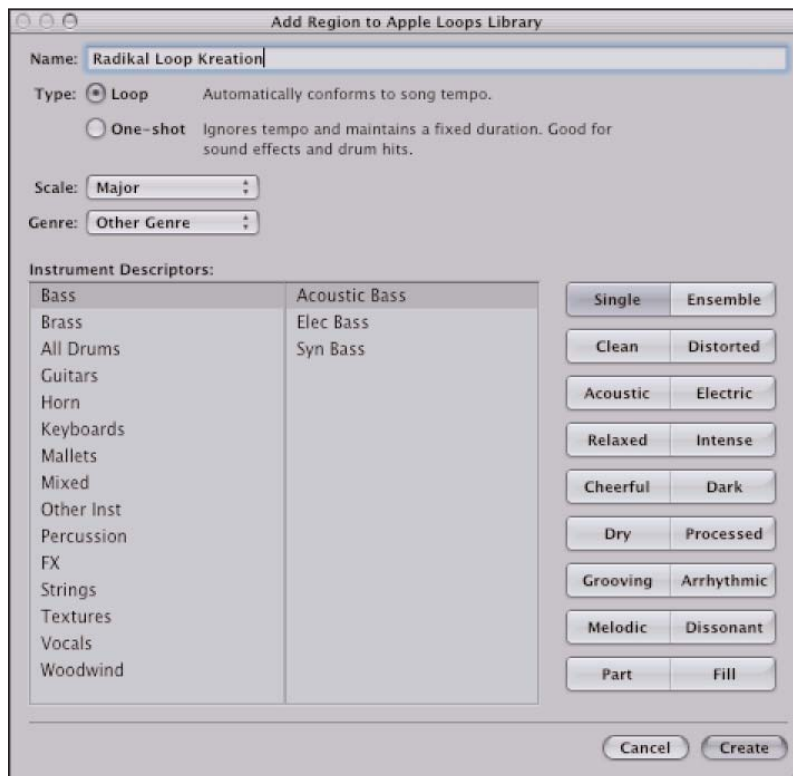 Add Region to Apple Loops Library
Name: Radikal Loop Kreation
Type: Loop Automatically conforms to song tempo.
One-shot Ignores tempo and maintains a fixed duration. Good for
sound effects and drum hits.
Scale: Major
Genre: Other Genre
Instrument Descriptors:
Bass
Brass
All Drums
Guitars
Horn
Keyboards
Mallets
Mixed
Other Inst
Percussion
FX
Strings
Textures
Vocals
Woodwind
Acoustic Bass
Elec Bass
Syn Bass
Single Ensemble
Clean Distorted
Acoustic Electric
Relaxed Intense
Cheerful Dark
Dry Processed
Grooving Arrhythmic
Melodic Dissonant
Part Fill
Cancel Create